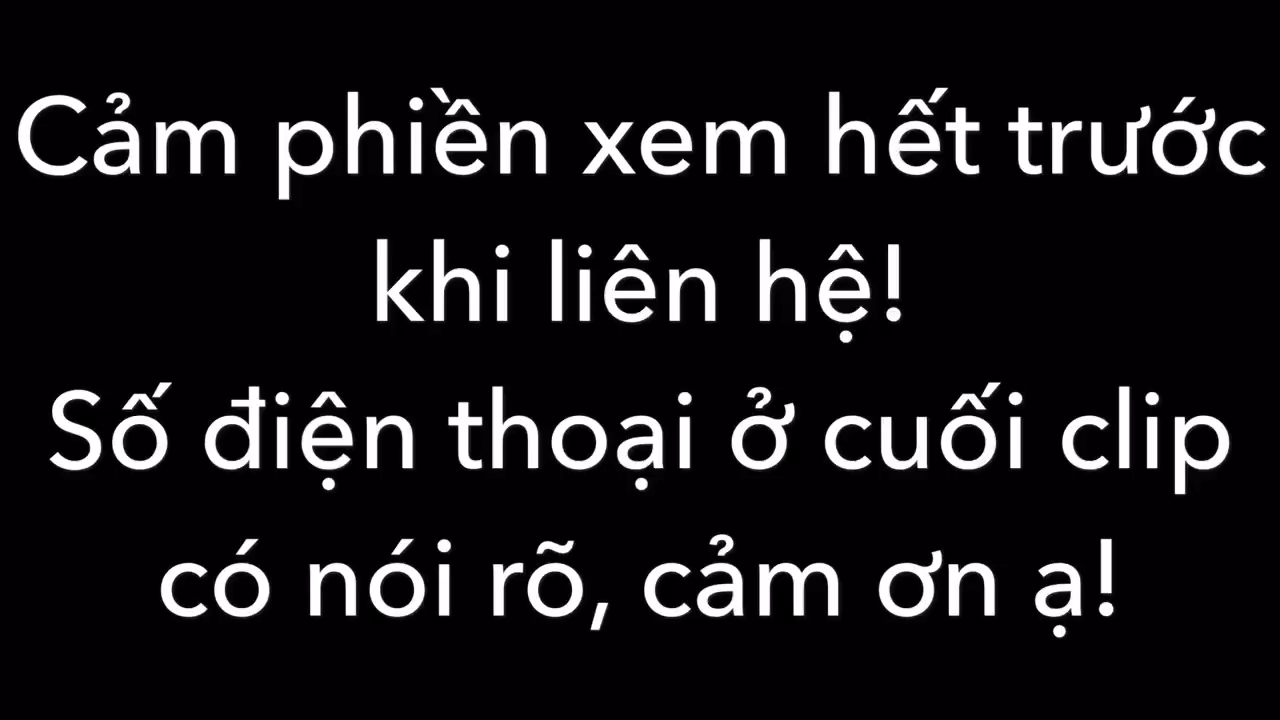 Cảm phiền xem hết trước
khi liên hệ!
Số điện thoại ở cuối clip
có nói rõ, cảm ơn ạ!